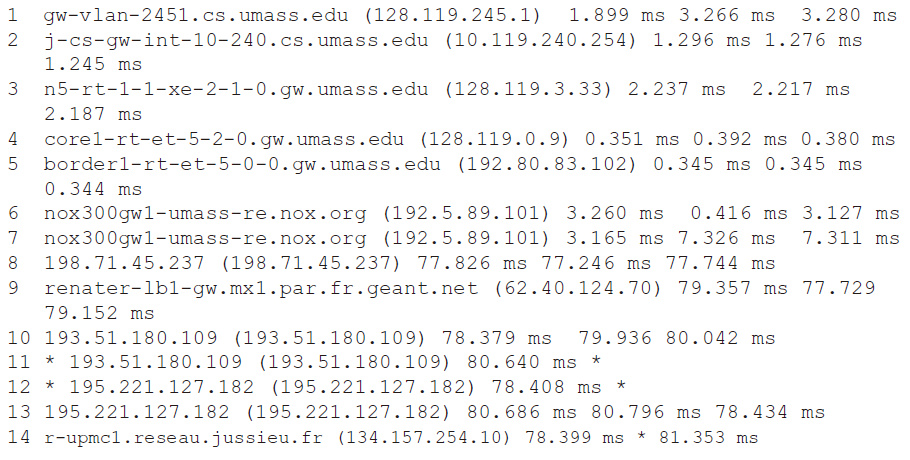 1 gw-vlan-2451.cs.umass.edu (128.119.245.1) 1.899 ms 3.266 ms 3.280 ms
2 j-cs-gw-int-10-240.cs.umass.edu (10.119.240.254) 1.296 ms 1.276 ms
1.245 ms
3 n5-rt-1-1-xe-2-1-0.gw.umass.edu (128.119.3.33) 2.237 ms 2.217 ms
2.187 ms
4 core1-rt-et-5-2-0.gw.umass.edu (128.119.0.9) 0.351 ms 0.392 ms 0.380 ms
5 border1-rt-et-5-0-0.gw.umass.edu (192.80.83.102) 0.345 ms 0.345 ms
0.344 ms
6 nox300gw1-umass-re.nox.org (192.5.89.101) 3.260 ms 0.416 ms 3.127 ms
7 nox300gw1-umass-re.nox.org (192.5.89.101) 3.165 ms 7.326 ms 7.311 ms
8 198.71.45.237 (198.71.45.237) 77.826 ms 77.246 ms 77.744 ms
9 renater-lb1-gw.mx1.par.fr.geant.net (62.40.124.70) 79.357 ms 77.729
79.152 ms
10 193.51.180.109 (193.51.180.109) 78.379 ms 79.936 80.042 ms
11 * 193.51.180.109 (193.51.180.109) 80.640 ms *
12 * 195.221.127.182 (195.221.127.182) 78.408 ms *
13 195.221.127.182 (195.221.127.182) 80.686 ms 80.796 ms 78.434 ms
14 r-upmc1.reseau.jussieu.fr (134.157.254.10) 78.399 ms * 81.353 ms